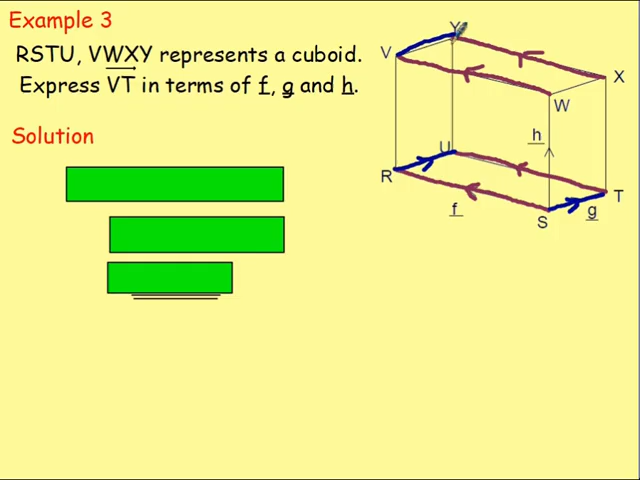 Example 3
RSTU, VWXY represents a cuboid.
Express VT in terms of f, g and h.
Solution
Y
V
X
W
h
U
R
T
f
g
S